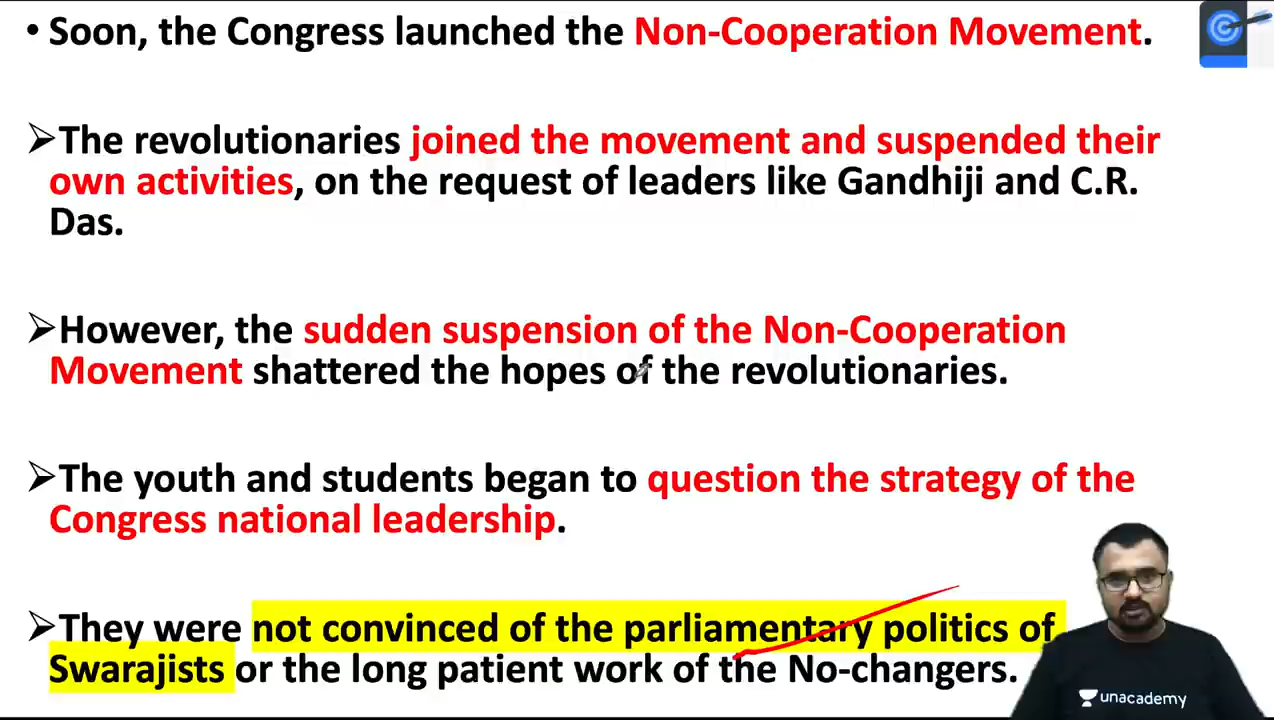 • Soon, the Congress launched the Non-Cooperation Movement.
➢The revolutionaries joined the movement and suspended their
own activities, on the request of leaders like Gandhiji and C.R.
Das.
➢However, the sudden suspension of the Non-Cooperation
Movement shattered the hopes of the revolutionaries.
➢The youth and students began to question the strategy of the
Congress national leadership.
➢They were not convinced of the parliamentary politics of
Swarajists or the long patient work of the No-changers.
unacademy